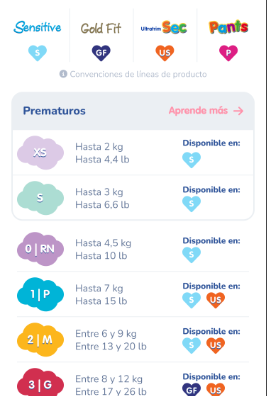 Sensitive Gold Fit Ultrahiro Sec Pants
S GF US P
Convenciones de líneas de producto
Prematuros Aprende más →
XS
Hasta 2 kg
Hasta 4,4 lb
Disponible en:
S
S
Hasta 3 kg
Hasta 6,6 lb
Disponible en:
S
0 | RN
Hasta 4,5 kg
Hasta 10 lb
Disponible en:
S
1 | P
Hasta 7 kg
Hasta 15 lb
Disponible en:
S US
2 | M
Entre 6 y 9 kg
Entre 13 y 20 lb
Disponible en:
S US
3 | G
Entre 8 y 12 kg
Entre 17 y 26 lb
Disponible en:
GF US